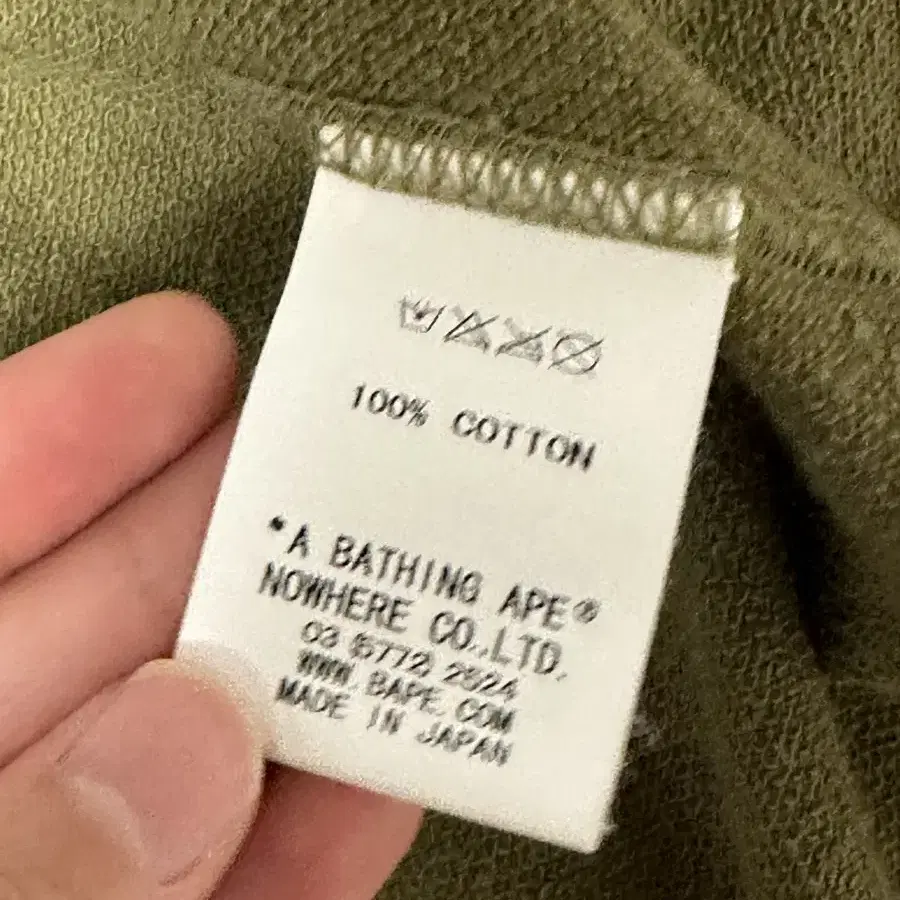 100% COTTON
*A BATHING APE®
NOWHERE CO.,LTD.
03 5772 2524
WWW.BAPE.COM
MADE IN JAPAN